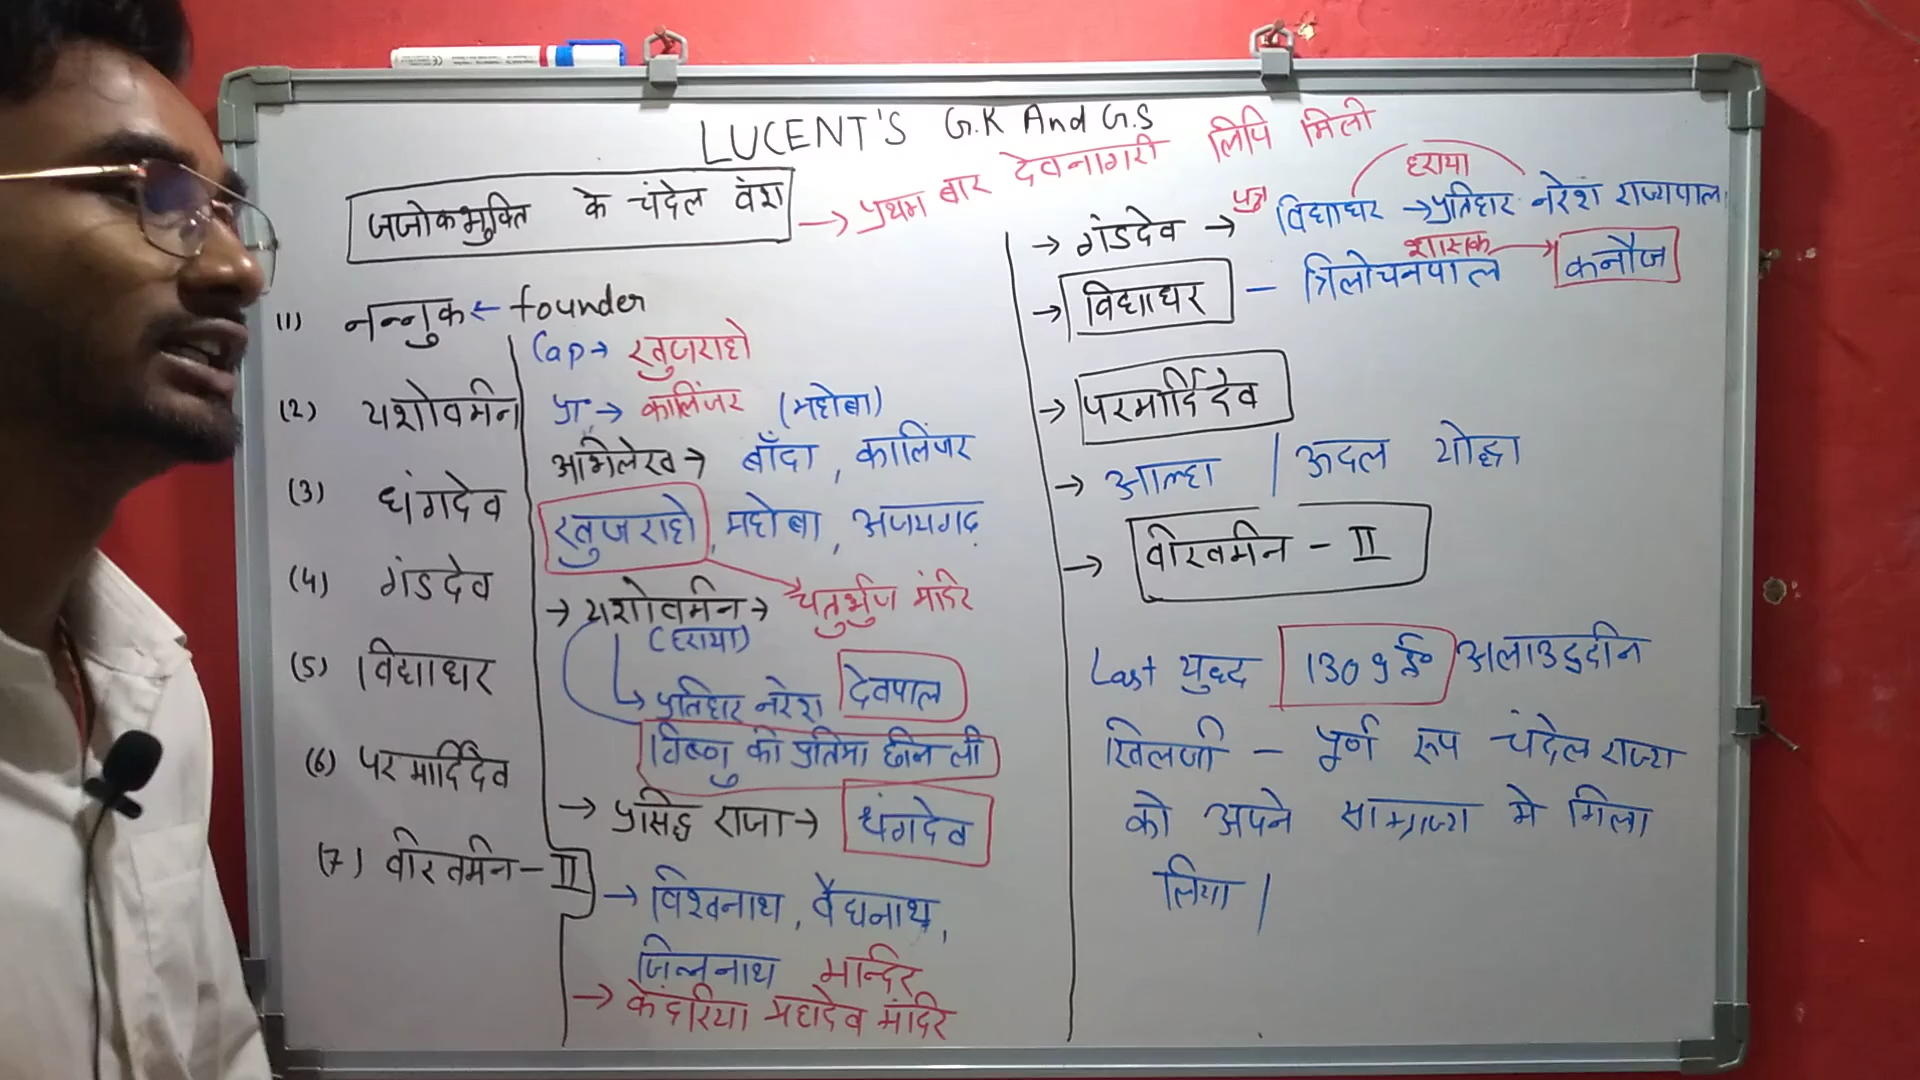 LUCENT'S G.K And G.S
जजोकभुक्ति के चंदेल वंश → प्रथम बार देवनागरी लिपि मिली
(1) नन्नुक ← founder
(2) यशोवर्मन
(3) धंगदेव
(4) गंडदेव
(5) विद्याधर
(6) परमार्दिदेव
(7) वीरवर्मन - II
Cap → खजुराहो
प्रा० → कालिंजर (महोबा)
अभिलेख → बाँदा, कालिंजर
खजुराहो, महोबा, अजयगढ़
→ यशोवर्मन → चतुर्भुज मंदिर
(हराया)
प्रतिहार नरेश देवपाल
विष्णु की प्रतिमा छीन ली
→ प्रसिद्ध राजा → धंगदेव
→ विश्वनाथ, वैद्यनाथ,
जिननाथ मन्दिर
→ केंदरिया महादेव मंदिर
हराया
→ गंडदेव → पुत्र विद्याधर → प्रतिहार नरेश राज्यपाल
शासक
→ विद्याधर - त्रिलोचनपाल → कनौज
→ परमार्दिदेव
→ आल्हा / ऊदल योद्धा
→ वीरवर्मन - II
Last युद्ध 1309 ई० अलाउद्दीन
खिलजी - पूर्ण रूप चंदेल राज्य
को अपने साम्राज्य मे मिला
लिया |